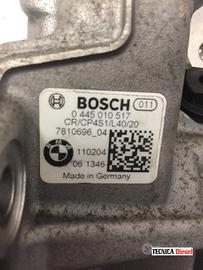 BOSCH 011
0 445 010 517
CR/CP4S1/L40/20
7810696_04
BMW 110204
06 1346
Made in Germany
TECNICA DIESEL